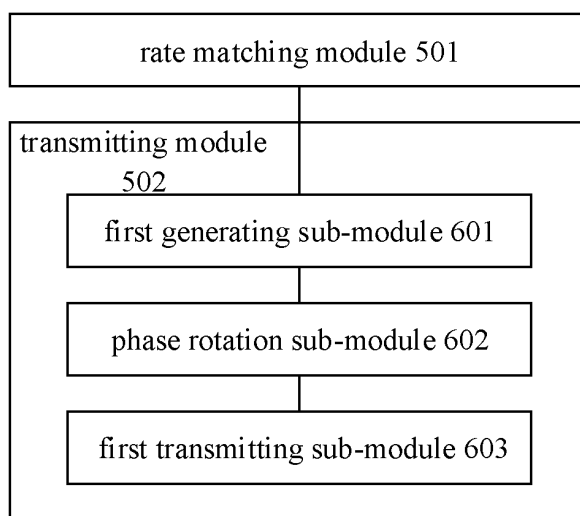 rate matching module 501
transmitting module
502
first generating sub-module 601
phase rotation sub-module 602
first transmitting sub-module 603